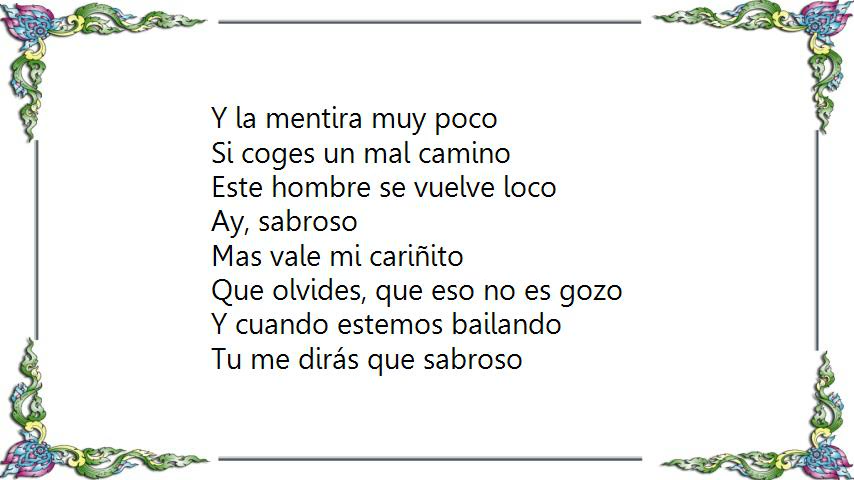 Y la mentira muy poco
Si coges un mal camino
Este hombre se vuelve loco
Ay, sabroso
Mas vale mi cariñito
Que olvides, que eso no es gozo
Y cuando estemos bailando
Tu me dirás que sabroso